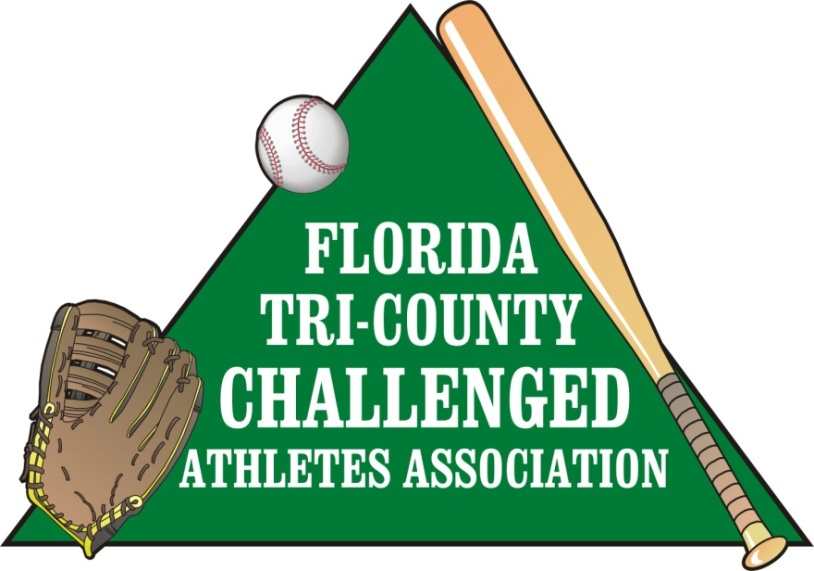 FLORIDA
TRI-COUNTY
CHALLENGED
ATHLETES ASSOCIATION